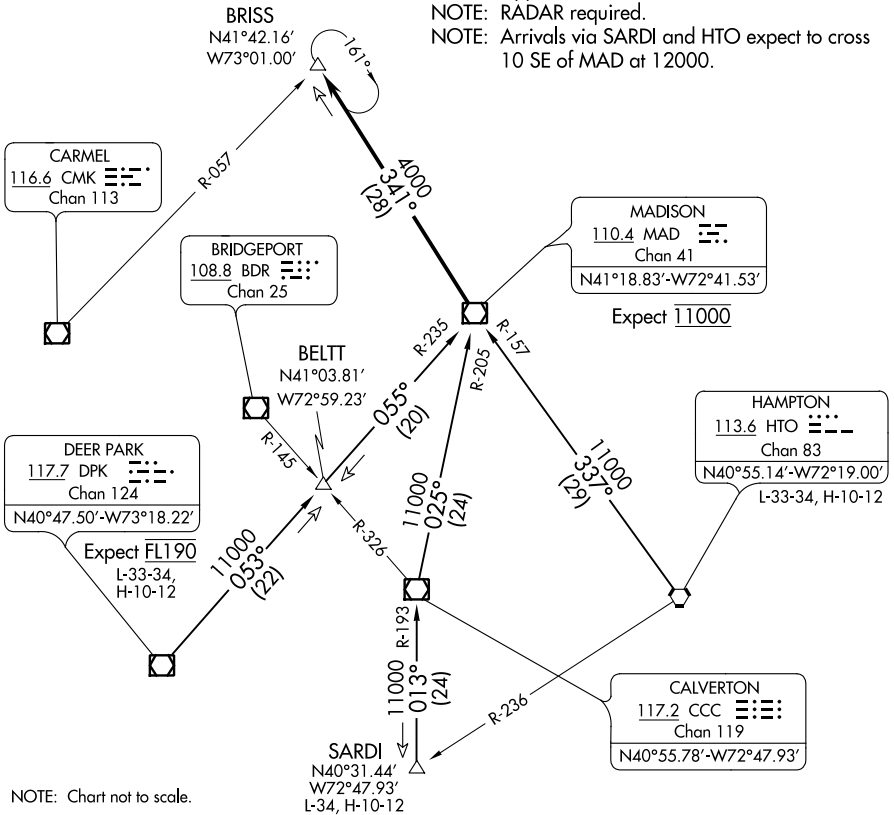 NOTE: RADAR required.
NOTE: Arrivals via SARDI and HTO expect to cross
10 SE of MAD at 12000.
BRISS
N41°42.16'
W73°01.00'
161°
R-057
CARMEL
116.6 CMK
Chan 113
4000
341°
(28)
MADISON
110.4 MAD
Chan 41
N41°18.83'-W72°41.53'
Expect 11000
BRIDGEPORT
108.8 BDR
Chan 25
R-235
R-205
R-157
BELTT
N41°03.81'
W72°59.23'
055°
(20)
R-145
HAMPTON
113.6 HTO
Chan 83
N40°55.14'-W72°19.00'
L-33-34, H-10-12
DEER PARK
117.7 DPK
Chan 124
N40°47.50'-W73°18.22'
Expect FL190
L-33-34,
H-10-12
11000
053°
(22)
R-326
11000
025°
(24)
11000
337°
(29)
R-193
11000
013°
(24)
R-236
CALVERTON
117.2 CCC
Chan 119
N40°55.78'-W72°47.93'
SARDI
N40°31.44'
W72°47.93'
L-34, H-10-12
NOTE: Chart not to scale.